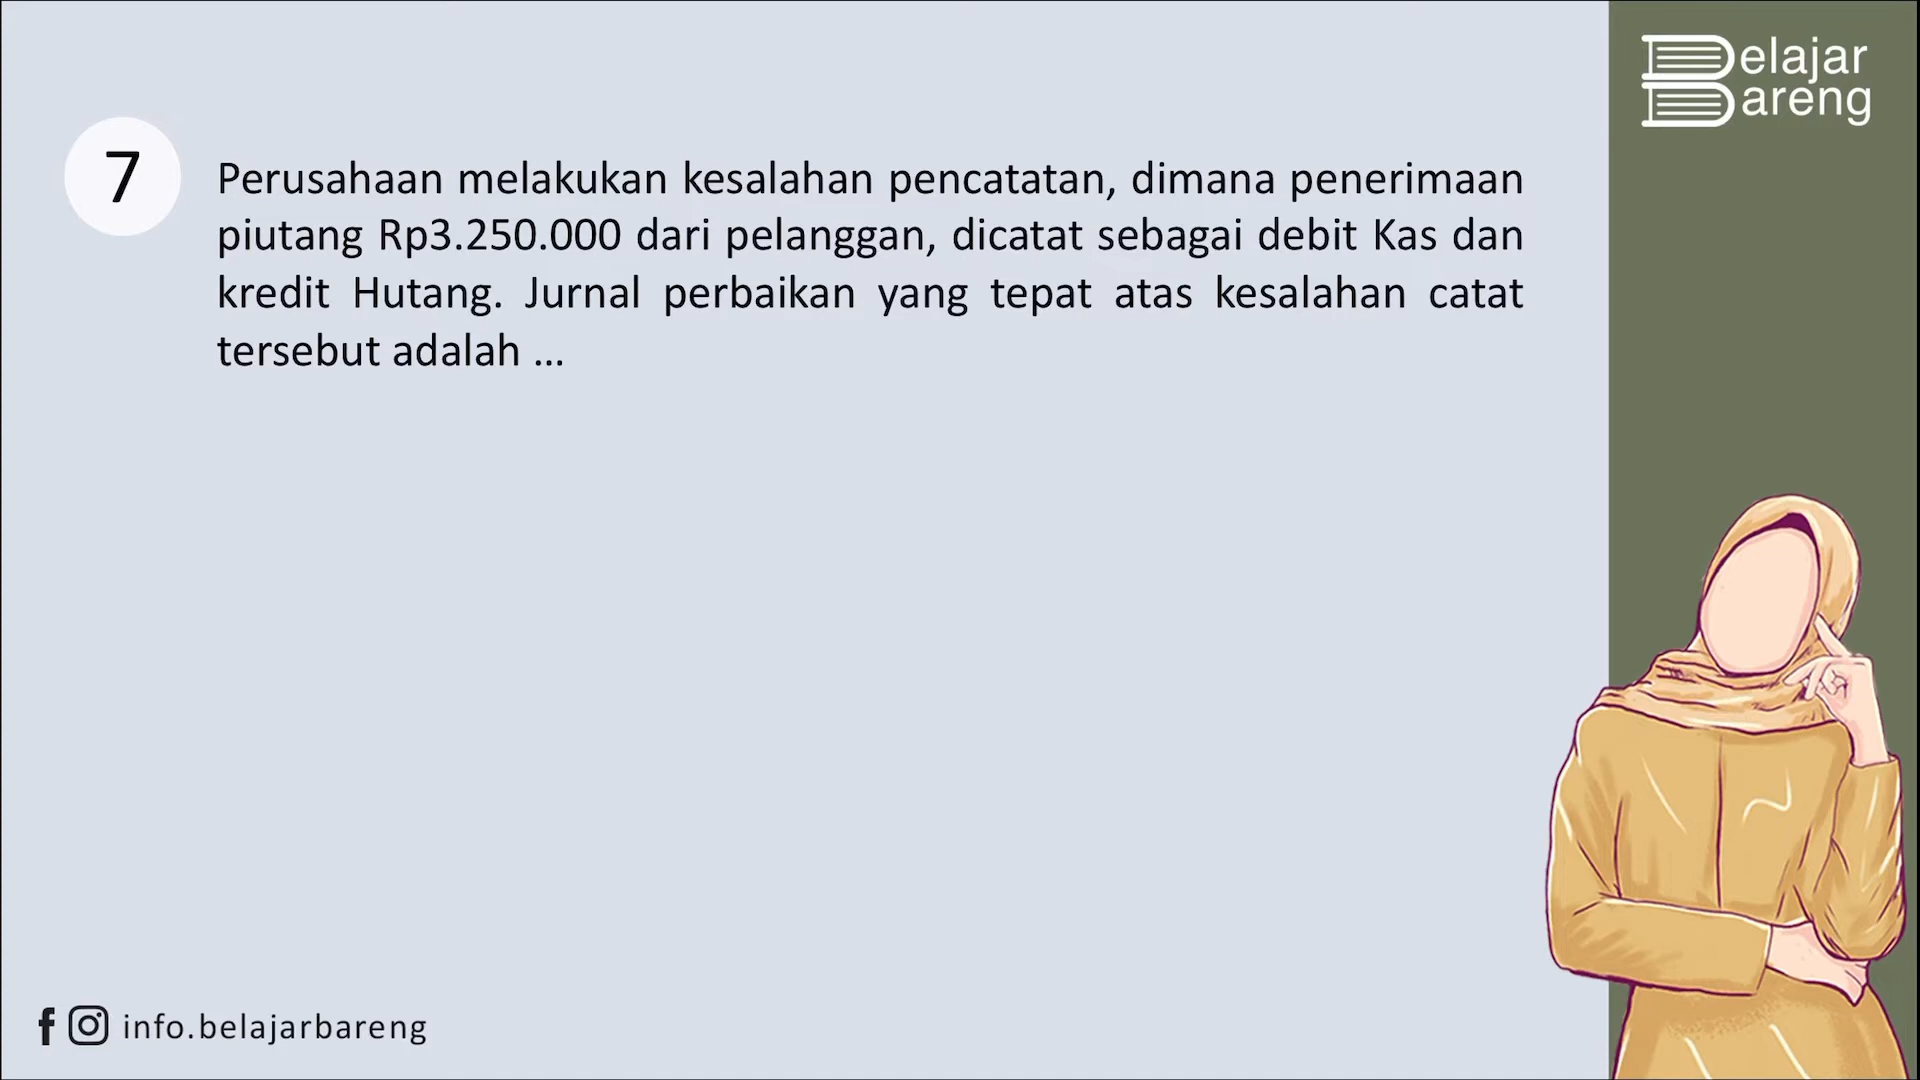 Belajar
Bareng
7
Perusahaan melakukan kesalahan pencatatan, dimana penerimaan
piutang Rp3.250.000 dari pelanggan, dicatat sebagai debit Kas dan
kredit Hutang. Jurnal perbaikan yang tepat atas kesalahan catat
tersebut adalah ...
info.belajarbareng